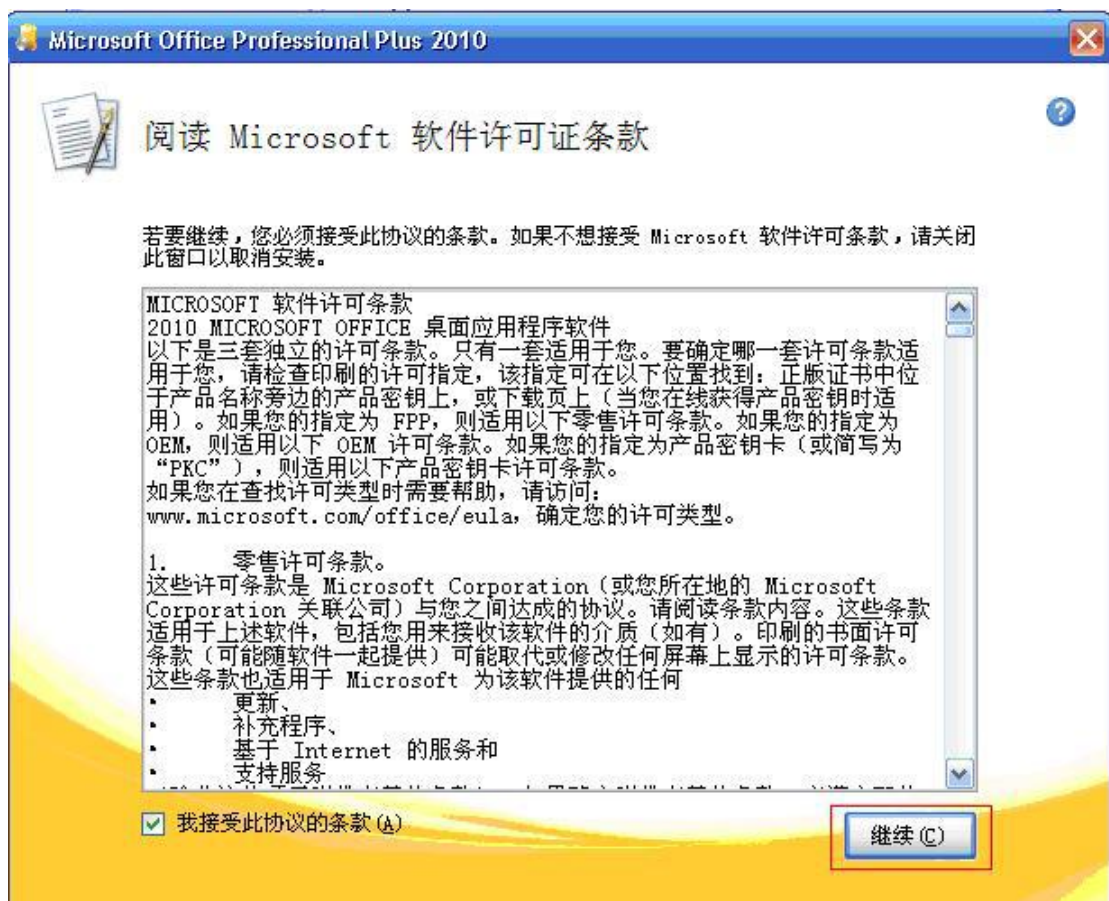 Microsoft Office Professional Plus 2010
阅读 Microsoft 软件许可证条款
若要继续，您必须接受此协议的条款。如果不想接受 Microsoft 软件许可条款，请关闭
此窗口以取消安装。
MICROSOFT 软件许可条款
2010 MICROSOFT OFFICE 桌面应用程序软件
以下是三套独立的许可条款。只有一套适用于您。要确定哪一套许可条款适
用于您，请检查印刷的许可指定，该指定可在以下位置找到：正版证书中位
于产品名称旁边的产品密钥上，或下载页上（当您在线获得产品密钥时适
用）。如果您的指定为 FPP，则适用以下零售许可条款。如果您的指定为
OEM，则适用以下 OEM 许可条款。如果您的指定为产品密钥卡（或简写为
“PKC”），则适用以下产品密钥卡许可条款。
如果您在查找许可类型时需要帮助，请访问：
www.microsoft.com/office/eula，确定您的许可类型。
1. 零售许可条款。
这些许可条款是 Microsoft Corporation（或您所在地的 Microsoft
Corporation 关联公司）与您之间达成的协议。请阅读条款内容。这些条款
适用于上述软件，包括您用来接收该软件的介质（如有）。印刷的书面许可
条款（可能随软件一起提供）可能取代或修改任何屏幕上显示的许可条款。
这些条款也适用于 Microsoft 为该软件提供的任何
• 更新、
• 补充程序、
• 基于 Internet 的服务和
• 支持服务
我接受此协议的条款(A)
继续(C)